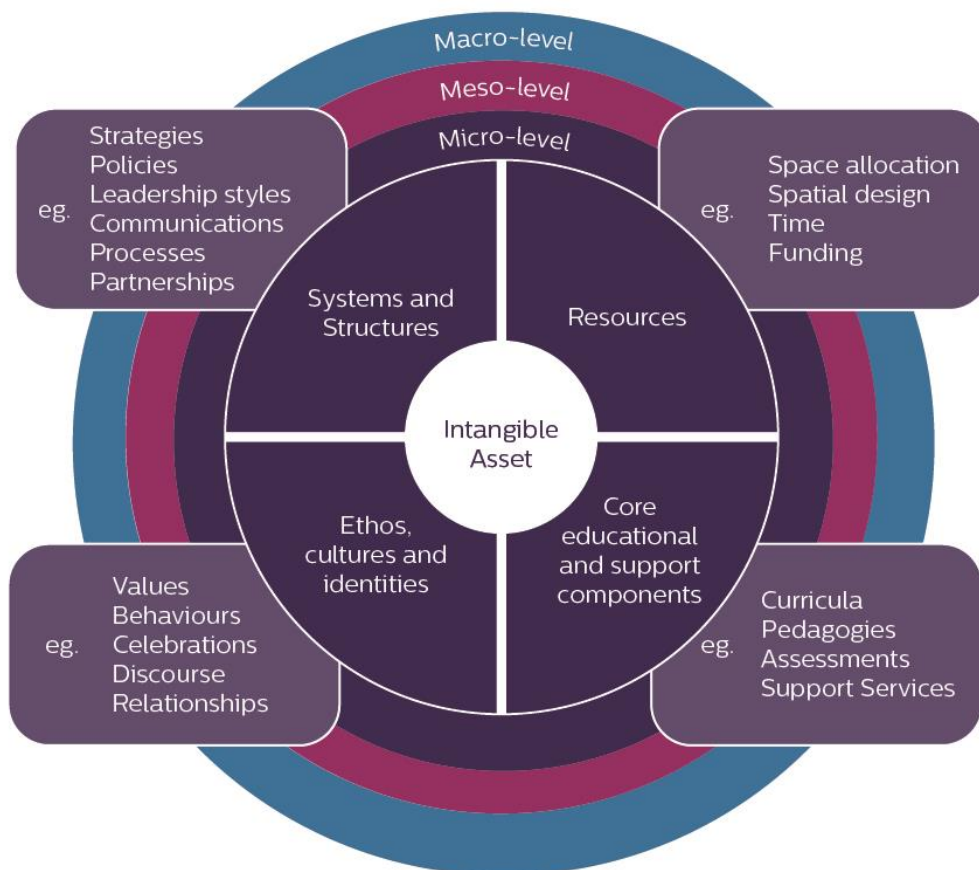 Macro-level
Meso-level
Micro-level
eg.
Strategies
Policies
Leadership styles
Communications
Processes
Partnerships
eg.
Space allocation
Spatial design
Time
Funding
Systems and
Structures
Resources
Intangible
Asset
Ethos,
cultures and
identities
Core
educational
and support
components
eg.
Values
Behaviours
Celebrations
Discourse
Relationships
eg.
Curricula
Pedagogies
Assessments
Support Services